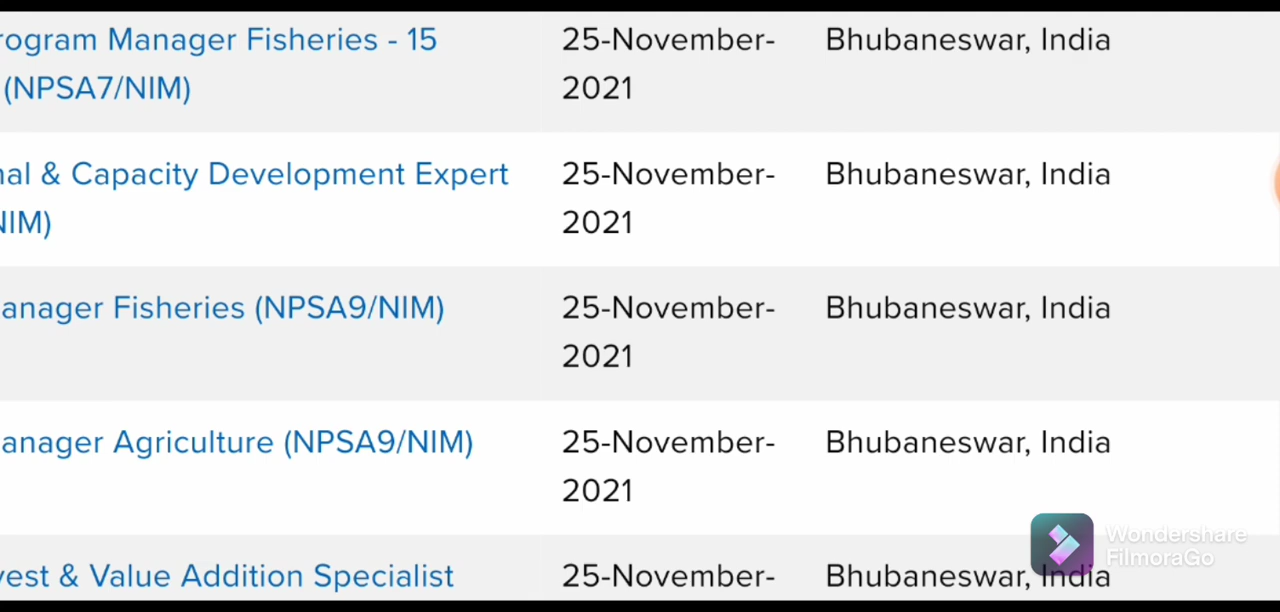 rogram Manager Fisheries - 15 25-November- Bhubaneswar, India
(NPSA7/NIM) 2021
nal & Capacity Development Expert 25-November- Bhubaneswar, India
NIM) 2021
anager Fisheries (NPSA9/NIM) 25-November- Bhubaneswar, India
2021
anager Agriculture (NPSA9/NIM) 25-November- Bhubaneswar, India
2021
vest & Value Addition Specialist 25-November- Bhubaneswar, India
Wondershare
FilmoraGo